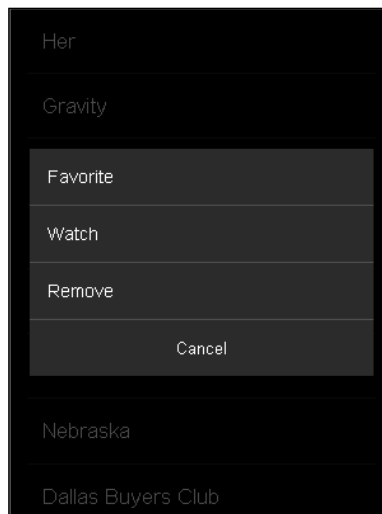 Her
Gravity
Favorite
Watch
Remove
Cancel
Nebraska
Dallas Buyers Club